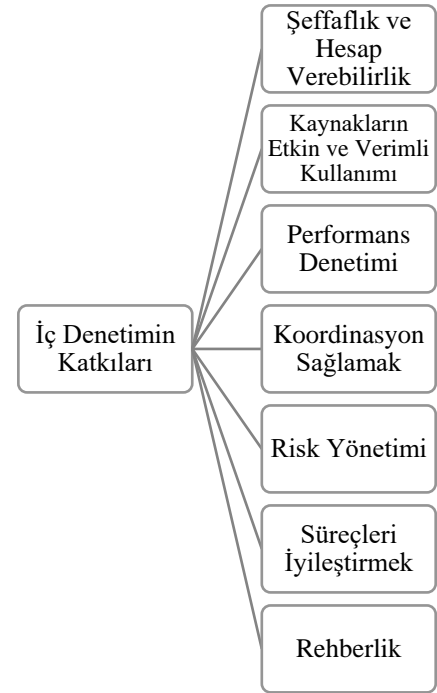 Şeffaflık ve
Hesap
Verebilirlik
Kaynakların
Etkin ve Verimli
Kullanımı
Performans
Denetimi
İç Denetimin
Katkıları
Koordinasyon
Sağlamak
Risk Yönetimi
Süreçleri
İyileştirmek
Rehberlik